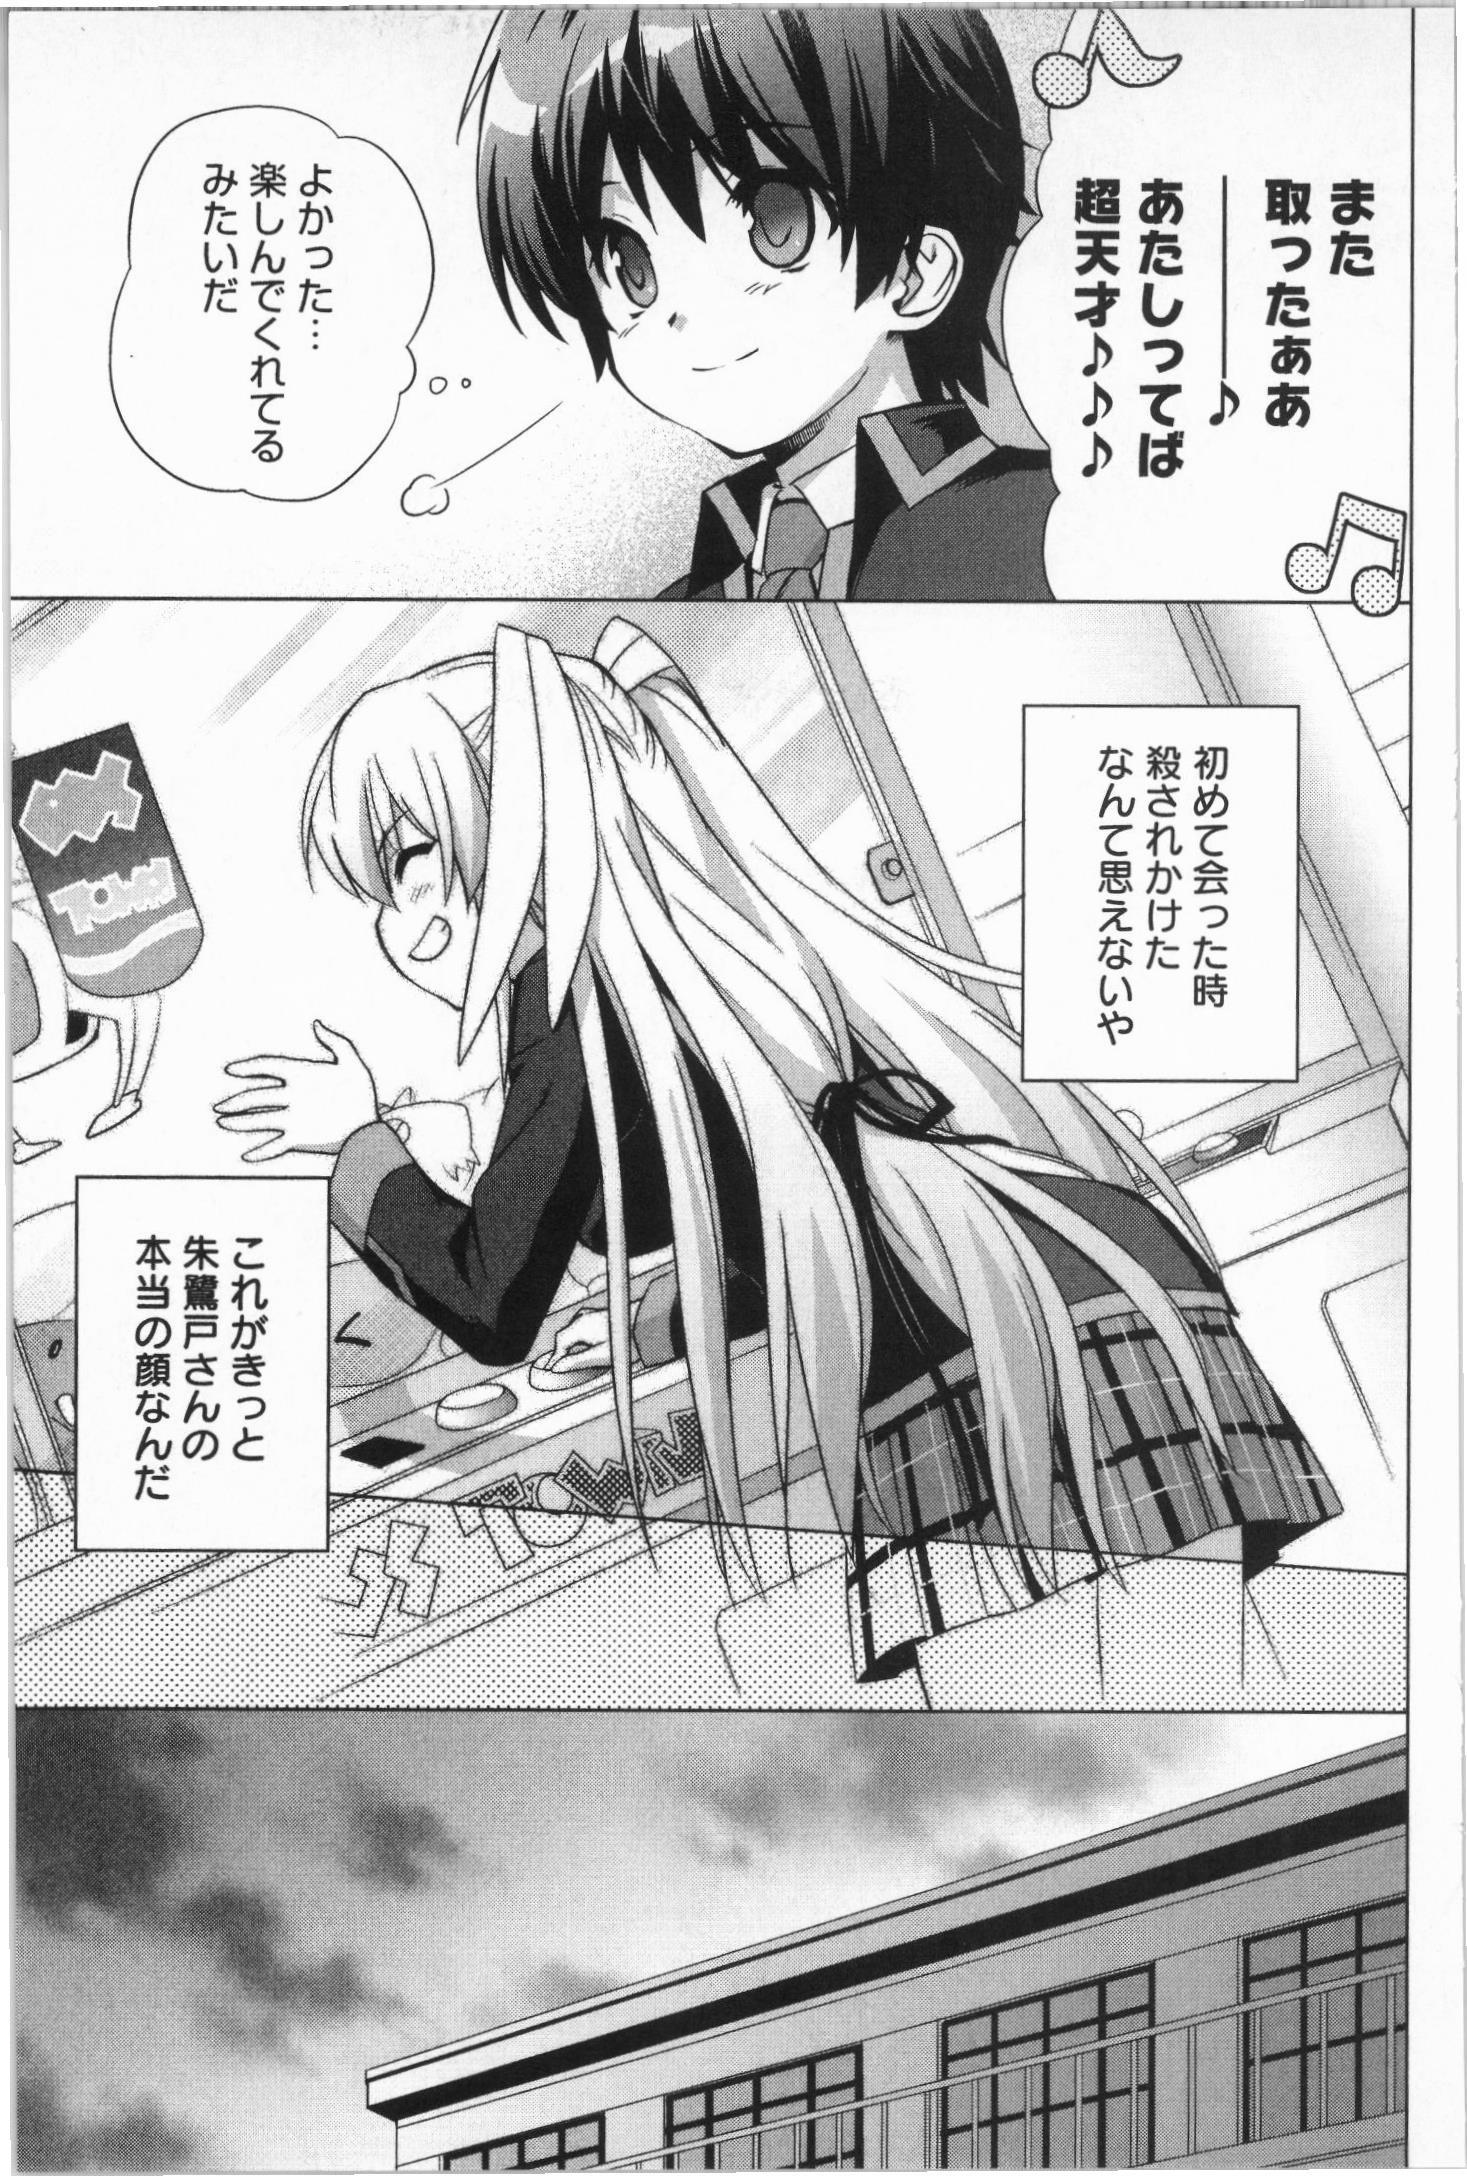 また
取ったぁあ
――――♪
あたしってば
超天才♪♪♪
よかった…
楽しんでくれてる
みたいだ
初めて会った時
殺されかけた
なんて思えないや
これがきっと
朱鷺戸さんの
本当の顔なんだ